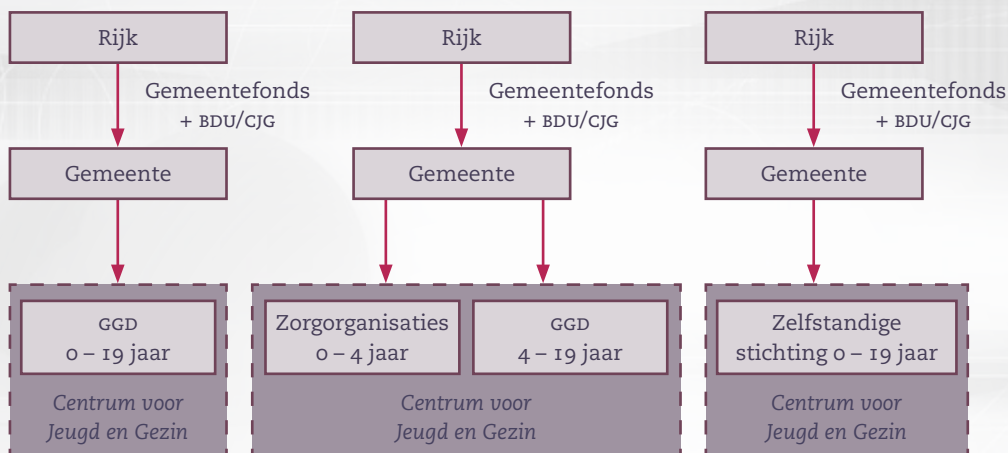 Rijk
Gemeentefonds
+ BDU/CJG
Gemeente
GGD
0 – 19 jaar
Centrum voor
Jeugd en Gezin
Rijk
Gemeentefonds
+ BDU/CJG
Gemeente
Zorgorganisaties
0 – 4 jaar
GGD
4 – 19 jaar
Centrum voor
Jeugd en Gezin
Rijk
Gemeentefonds
+ BDU/CJG
Gemeente
Zelfstandige
stichting 0 – 19 jaar
Centrum voor
Jeugd en Gezin